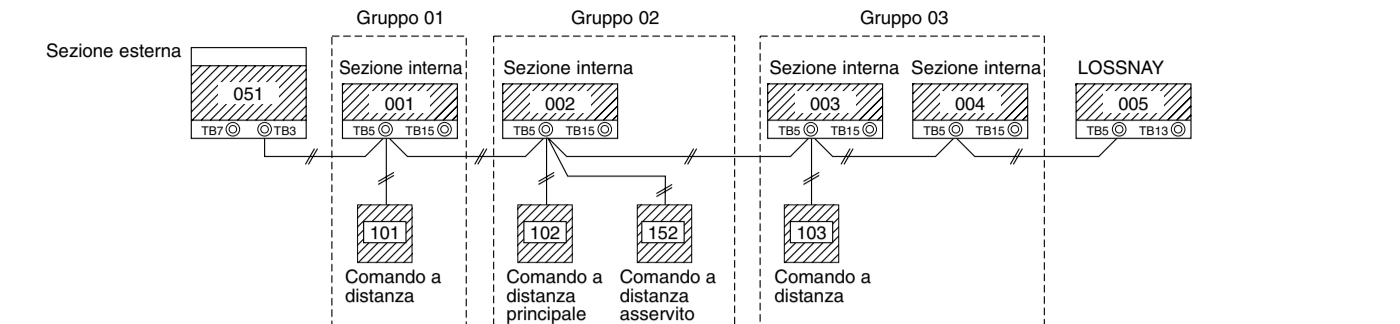 Gruppo 01
Gruppo 02
Gruppo 03
Sezione esterna
Sezione interna
Sezione interna
Sezione interna
Sezione interna
LOSSNAY
051
001
002
003
004
005
TB7
TB3
TB5
TB15
TB5
TB15
TB5
TB15
TB5
TB15
TB5
TB13
101
102
152
103
Comando a
distanza
Comando a
distanza
principale
Comando a
distanza
asservito
Comando a
distanza